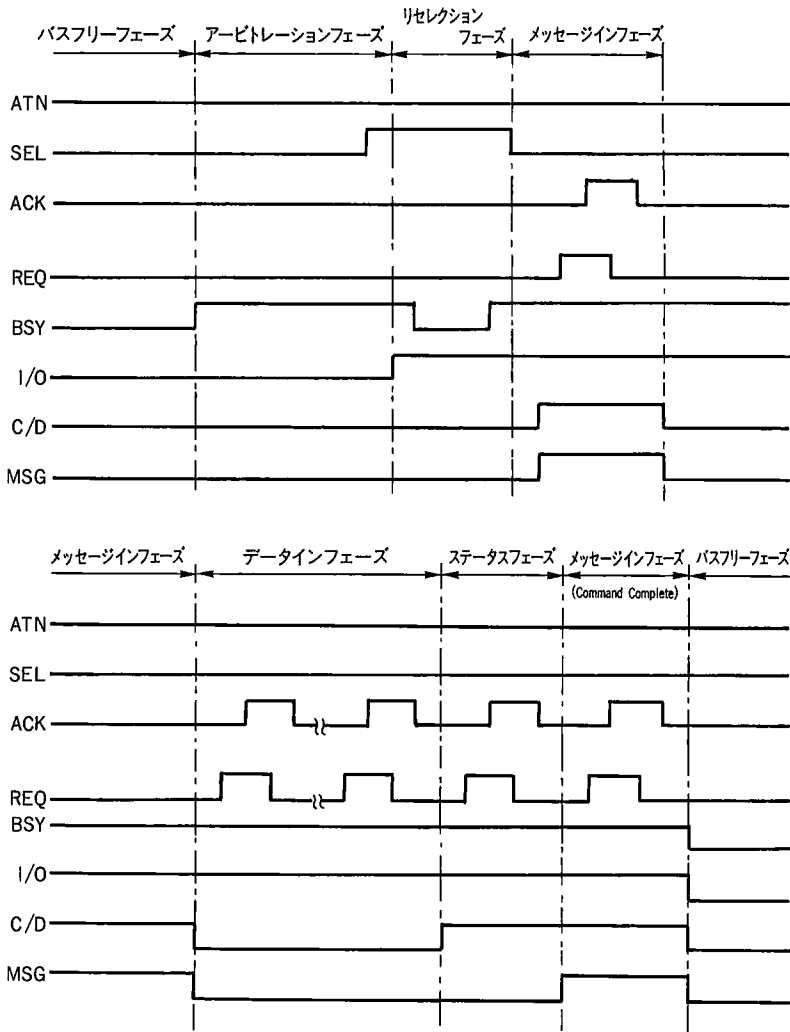 リセレクション
バスフリーフェーズ アービトレーションフェーズ フェーズ メッセージインフェーズ
ATN
SEL
ACK
REQ
BSY
I/O
C/D
MSG
メッセージインフェーズ データインフェーズ ステータスフェーズ メッセージインフェーズ バスフリーフェーズ
(Command Complete)
ATN
SEL
ACK
REQ
BSY
I/O
C/D
MSG